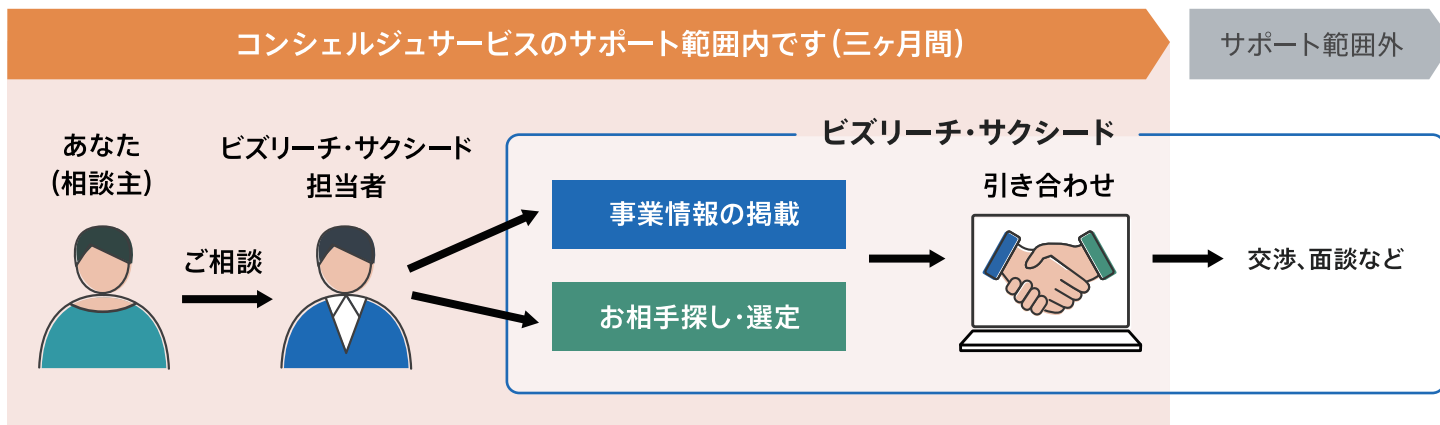 コンシェルジュサービスのサポート範囲内です(三ヶ月間)
サポート範囲外
あなた
(相談主)
ご相談
ビズリーチ・サクシード
担当者
ビズリーチ・サクシード
事業情報の掲載
お相手探し・選定
引き合わせ
交渉、面談など